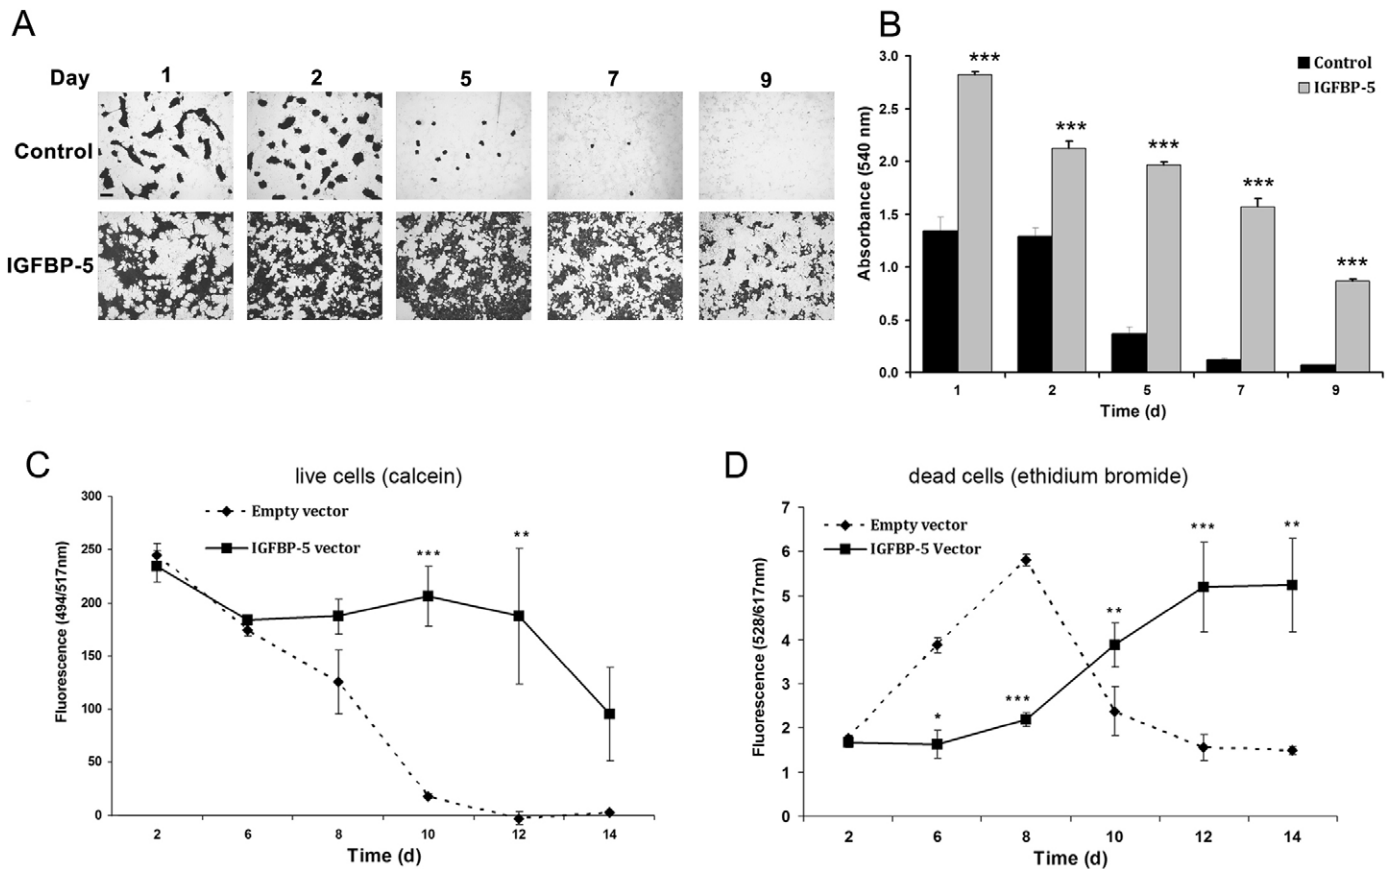 A
Day 1 2 5 7 9
Control
IGFBP-5
B
3.0
2.5
2.0
1.5
1.0
0.5
0.0
Absorbance (540 nm)
Control
IGFBP-5
***
***
***
***
***
1 2 5 7 9
Time (d)
C
live cells (calcein)
300
250
200
150
100
50
0
Fluorescence (494/517nm)
Empty vector
IGFBP-5 vector
***
**
2 6 8 10 12 14
Time (d)
D
dead cells (ethidium bromide)
7
6
5
4
3
2
1
0
Fluorescence (528/617nm)
Empty vector
IGFBP-5 Vector
*
***
**
***
**
2 6 8 10 12 14
Time (d)